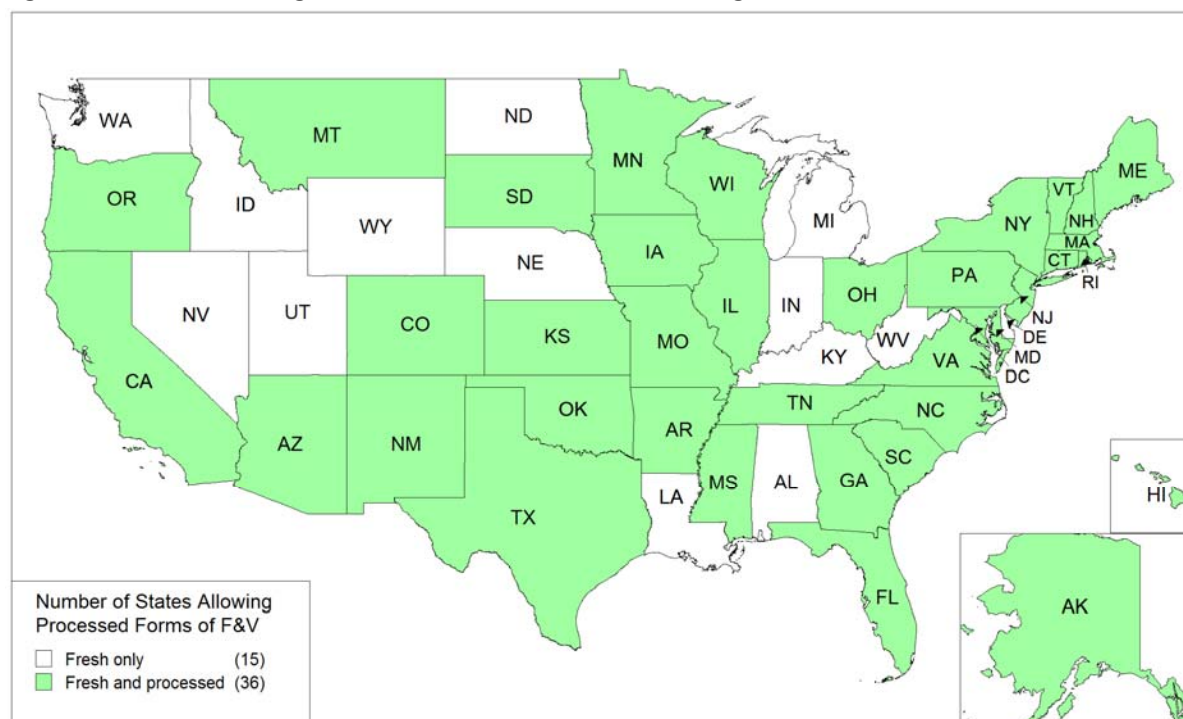 WA
ND
MT
MN
ME
OR
ID
SD
WI
VT
NH
WY
MI
NY
MA
CT
RI
IA
NE
PA
NV
UT
CO
KS
MO
IL
IN
OH
NJ
DE
MD
DC
WV
VA
KY
CA
AZ
NM
OK
AR
TN
NC
SC
MS
AL
GA
LA
TX
FL
HI
AK
Number of States Allowing
Processed Forms of F&V
Fresh only (15)
Fresh and processed (36)